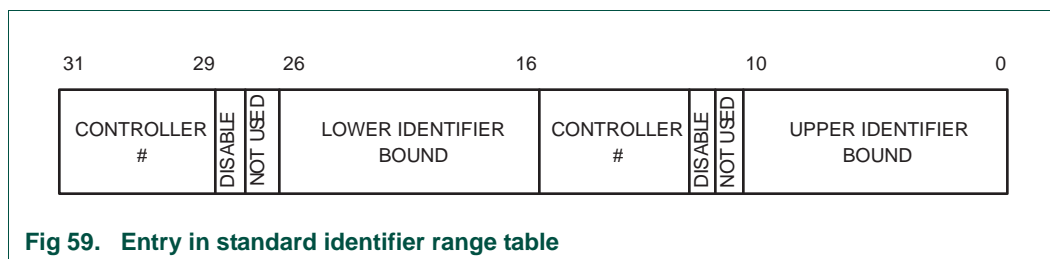 31 29 26 16 10 0
CONTROLLER # DISABLE NOT USED LOWER IDENTIFIER BOUND CONTROLLER # DISABLE NOT USED UPPER IDENTIFIER BOUND
Fig 59. Entry in standard identifier range table